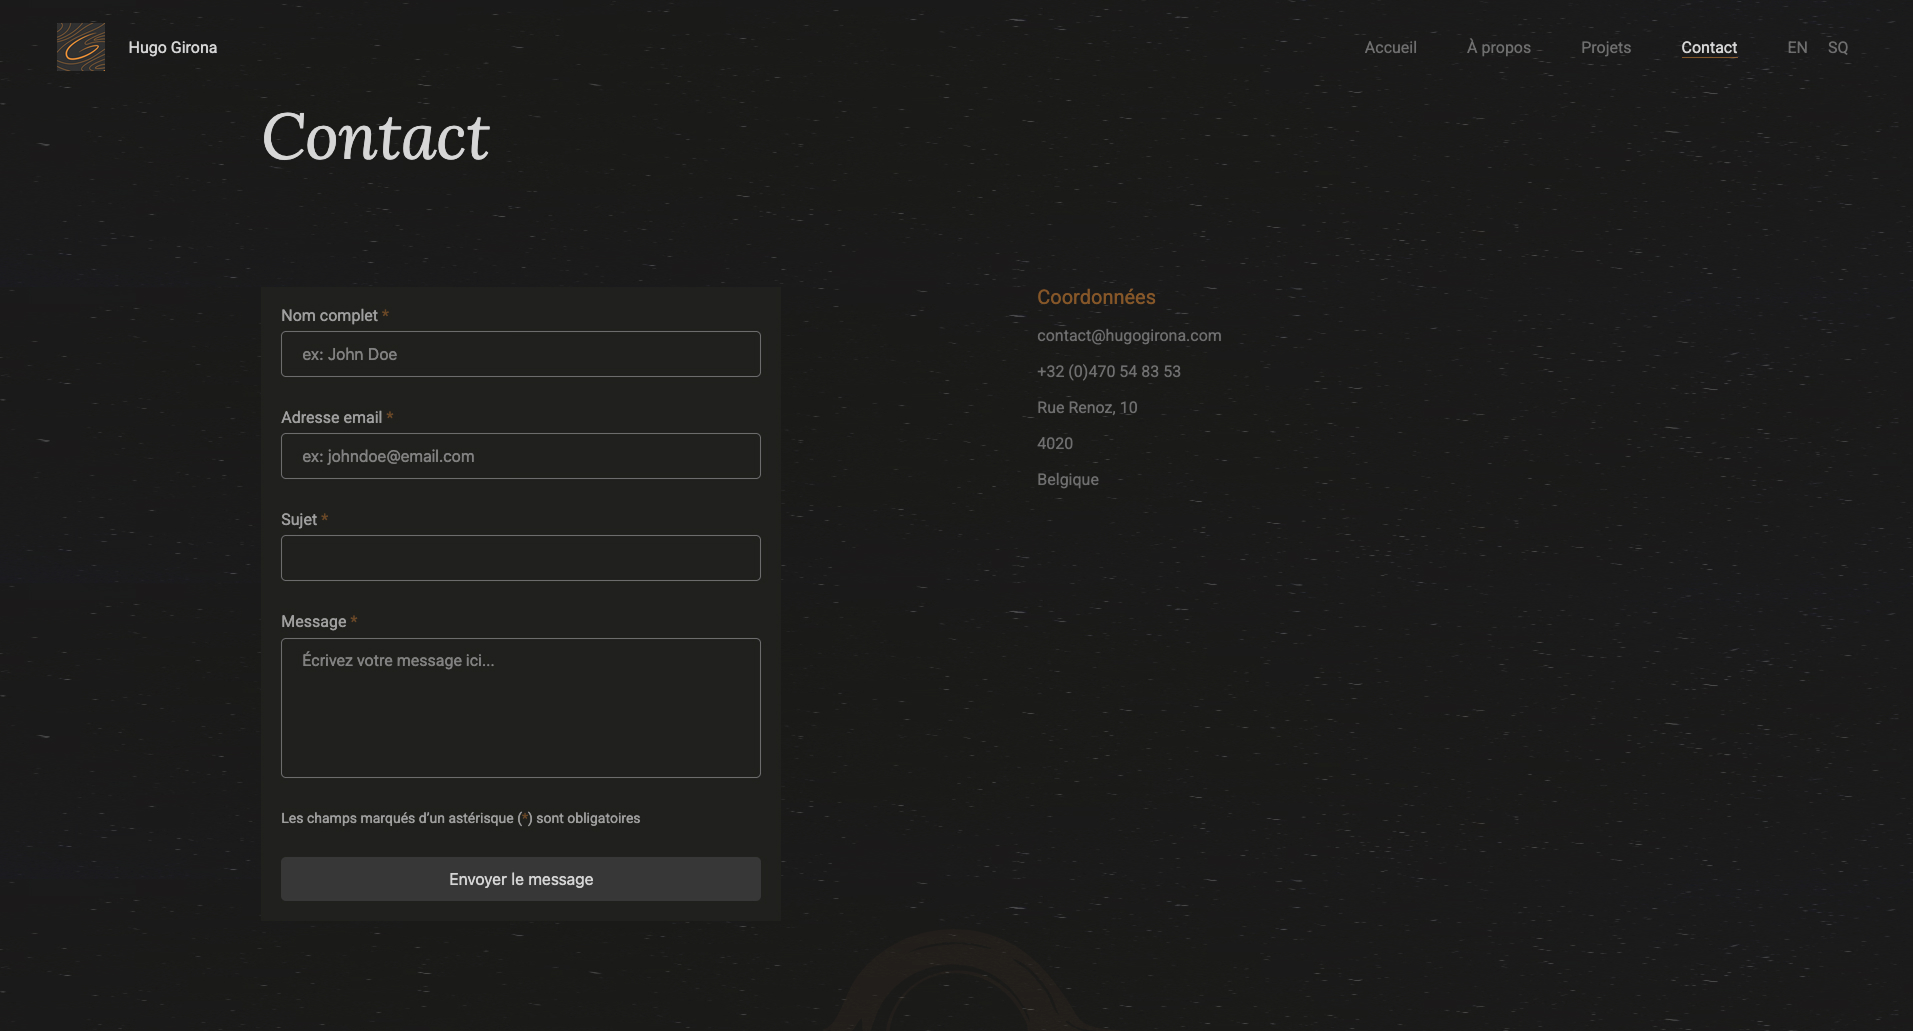 Hugo Girona
Accueil
À propos
Projets
Contact
EN
SQ
Contact
Nom complet *
ex: John Doe
Adresse email *
ex: johndoe@email.com
Sujet *
Message *
Écrivez votre message ici...
Les champs marqués d’un astérisque (*) sont obligatoires
Envoyer le message
Coordonnées
contact@hugogirona.com
+32 (0)470 54 83 53
Rue Renoz, 10
4020
Belgique